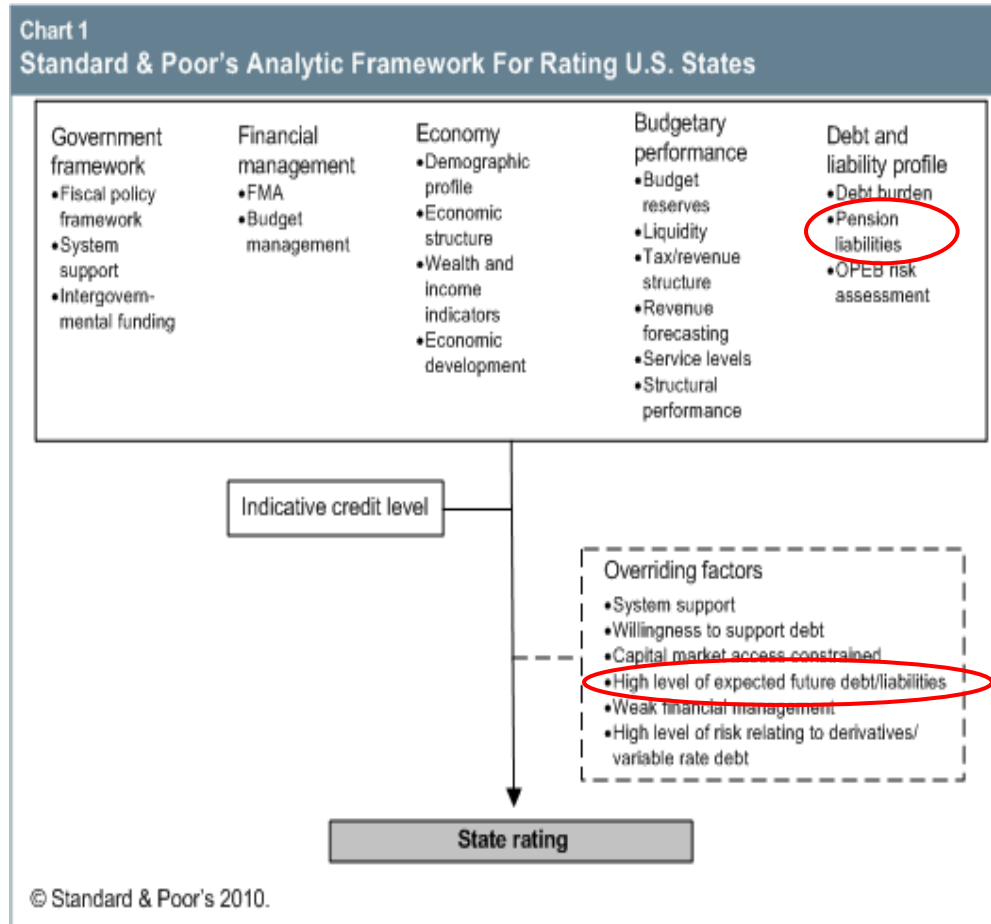 Chart 1
Standard & Poor's Analytic Framework For Rating U.S. States
Government
framework
•Fiscal policy
framework
•System
support
•Intergovern-
mental funding
Financial
management
•FMA
•Budget
management
Economy
•Demographic
profile
•Economic
structure
•Wealth and
income
indicators
•Economic
development
Budgetary
performance
•Budget
reserves
•Liquidity
•Tax/revenue
structure
•Revenue
forecasting
•Service levels
•Structural
performance
Debt and
liability profile
•Debt burden
•Pension
liabilities
•OPEB risk
assessment
Indicative credit level
Overriding factors
•System support
•Willingness to support debt
•Capital market access constrained
•High level of expected future debt/liabilities
•Weak financial management
•High level of risk relating to derivatives/
variable rate debt
State rating
© Standard & Poor's 2010.